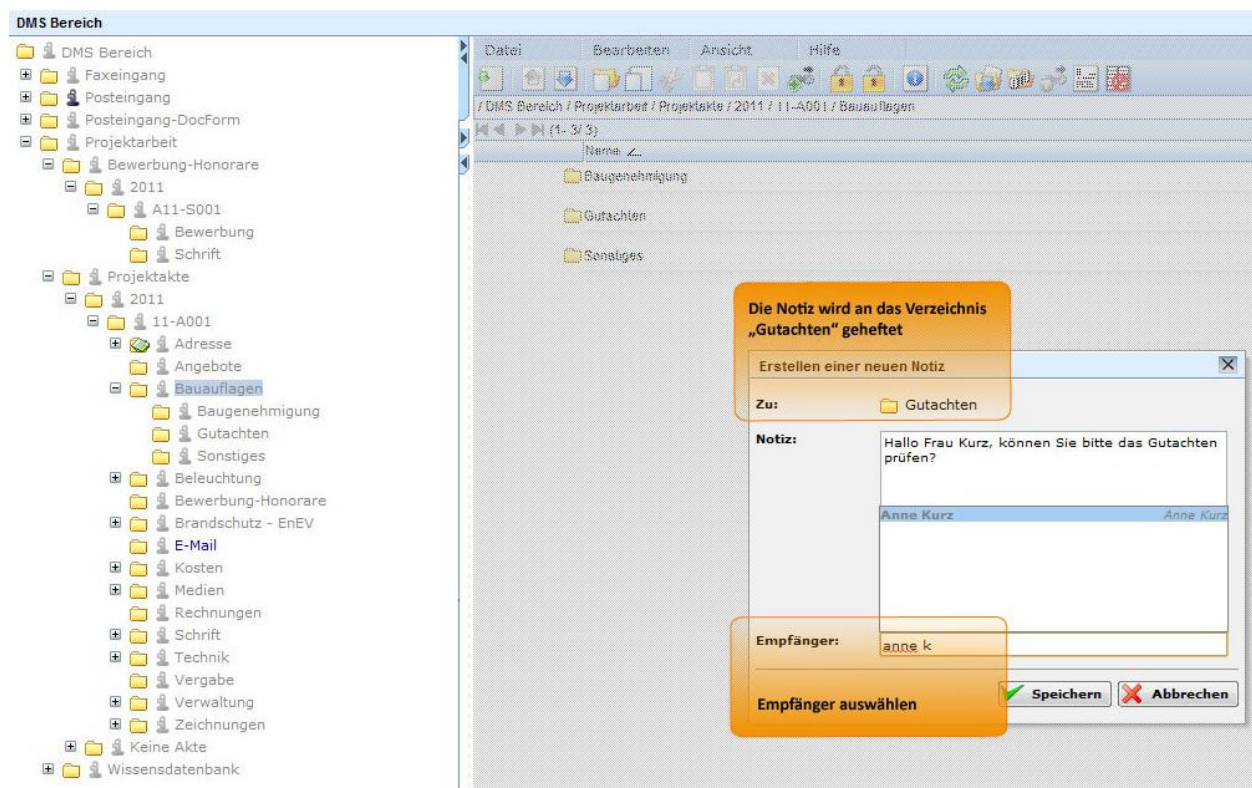 DMS Bereich
DMS Bereich
Faxeingang
Posteingang
Posteingang-DocForm
Projektarbeit
Bewerbung-Honorare
2011
A11-S001
Bewerbung
Schrift
Projektakte
2011
11-A001
Adresse
Angebote
Bauauflagen
Baugenehmigung
Gutachten
Sonstiges
Beleuchtung
Bewerbung-Honorare
Brandschutz - EnEV
E-Mail
Kosten
Medien
Rechnungen
Schrift
Technik
Vergabe
Verwaltung
Zeichnungen
Keine Akte
Wissensdatenbank
Datei Bearbeiten Ansicht Hilfe
/ DMS Bereich / Projektarbeit / Projektakte / 2011 / 11-A001 / Bauauflagen
(1- 3/ 3)
Name
Baugenehmigung
Gutachten
Sonstiges
Die Notiz wird an das Verzeichnis
„Gutachten“ geheftet
Erstellen einer neuen Notiz
Zu: Gutachten
Notiz: Hallo Frau Kurz, können Sie bitte das Gutachten
prüfen?
Anne Kurz Anne Kurz
Empfänger: anne k
Speichern Abbrechen
Empfänger auswählen